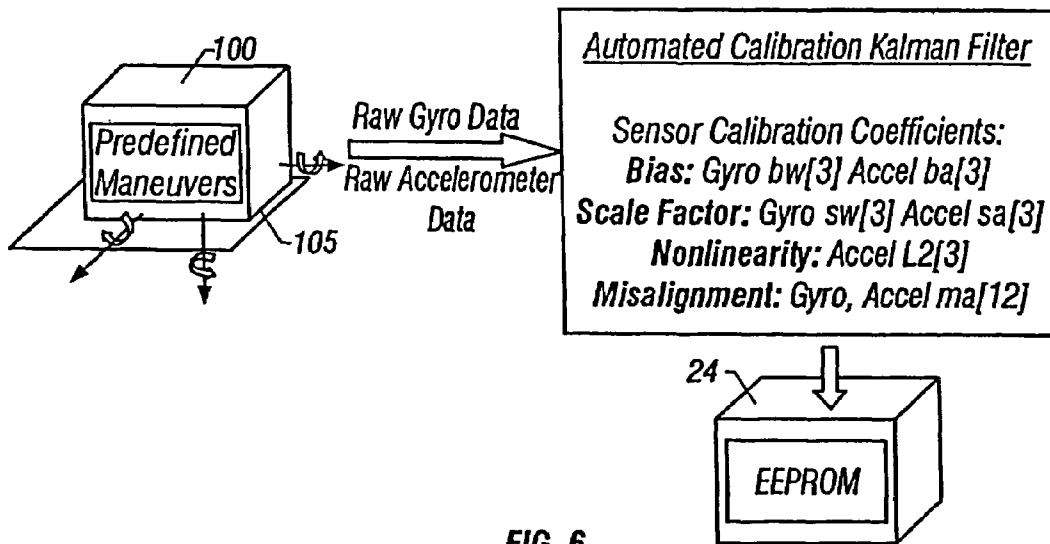 100
Predefined
Maneuvers
105
Raw Gyro Data
Raw Accelerometer
Data
Automated Calibration Kalman Filter
Sensor Calibration Coefficients:
Bias: Gyro bw[3] Accel ba[3]
Scale Factor: Gyro sw[3] Accel sa[3]
Nonlinearity: Accel L2[3]
Misalignment: Gyro, Accel ma[12]
24
EEPROM
FIG. 6